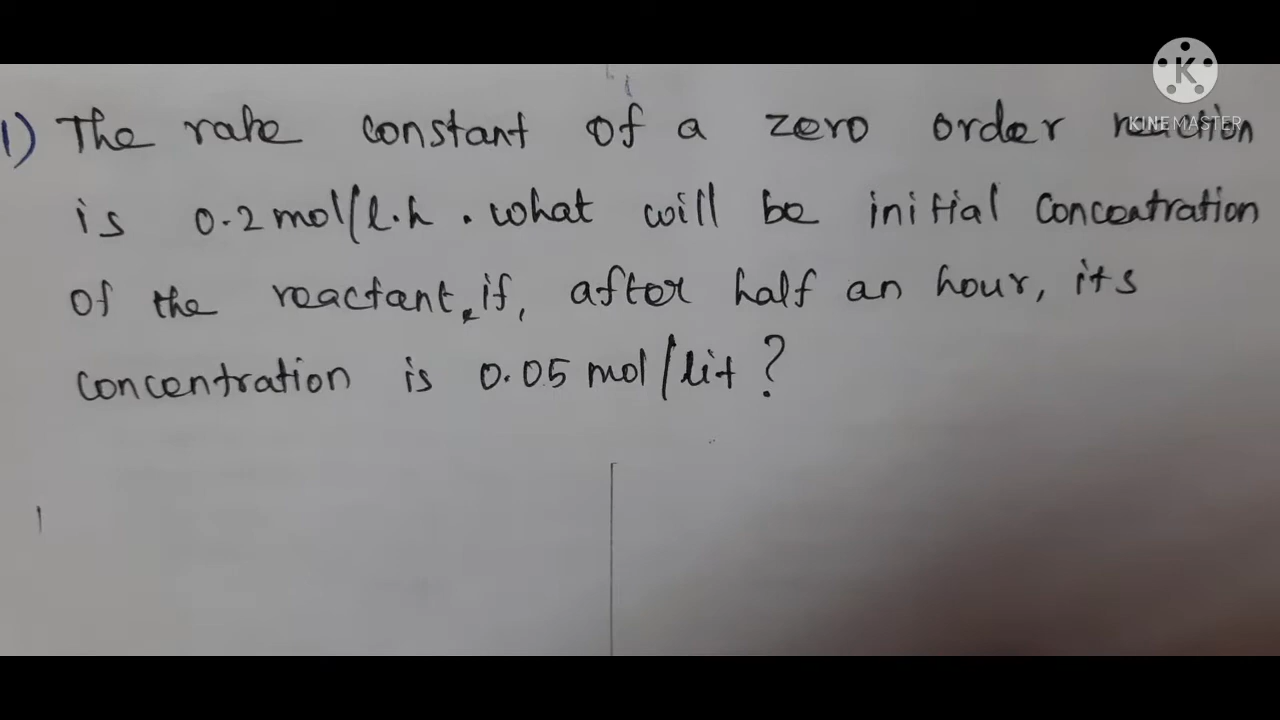 K
KINEMASTER
1) The rate constant of a zero order reaction
is 0.2 mol/l.h . what will be initial concentration
of the reactant, if, after half an hour, its
concentration is 0.05 mol/lit ?